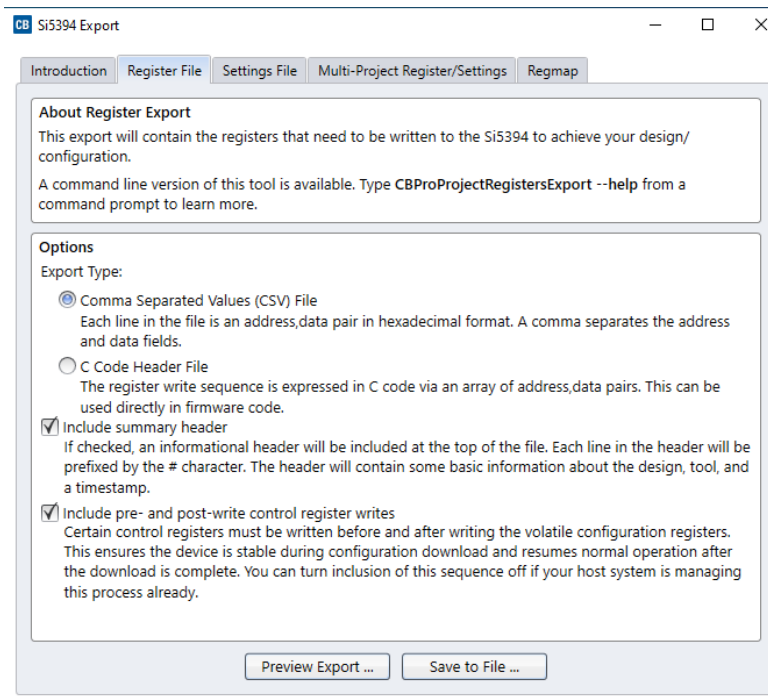 CB Si5394 Export
Introduction Register File Settings File Multi-Project Register/Settings Regmap
About Register Export
This export will contain the registers that need to be written to the Si5394 to achieve your design/
configuration.
A command line version of this tool is available. Type CBProProjectRegistersExport --help from a
command prompt to learn more.
Options
Export Type:
Comma Separated Values (CSV) File
Each line in the file is an address,data pair in hexadecimal format. A comma separates the address
and data fields.
C Code Header File
The register write sequence is expressed in C code via an array of address,data pairs. This can be
used directly in firmware code.
Include summary header
If checked, an informational header will be included at the top of the file. Each line in the header will be
prefixed by the # character. The header will contain some basic information about the design, tool, and
a timestamp.
Include pre- and post-write control register writes
Certain control registers must be written before and after writing the volatile configuration registers.
This ensures the device is stable during configuration download and resumes normal operation after
the download is complete. You can turn inclusion of this sequence off if your host system is managing
this process already.
Preview Export ... Save to File ...